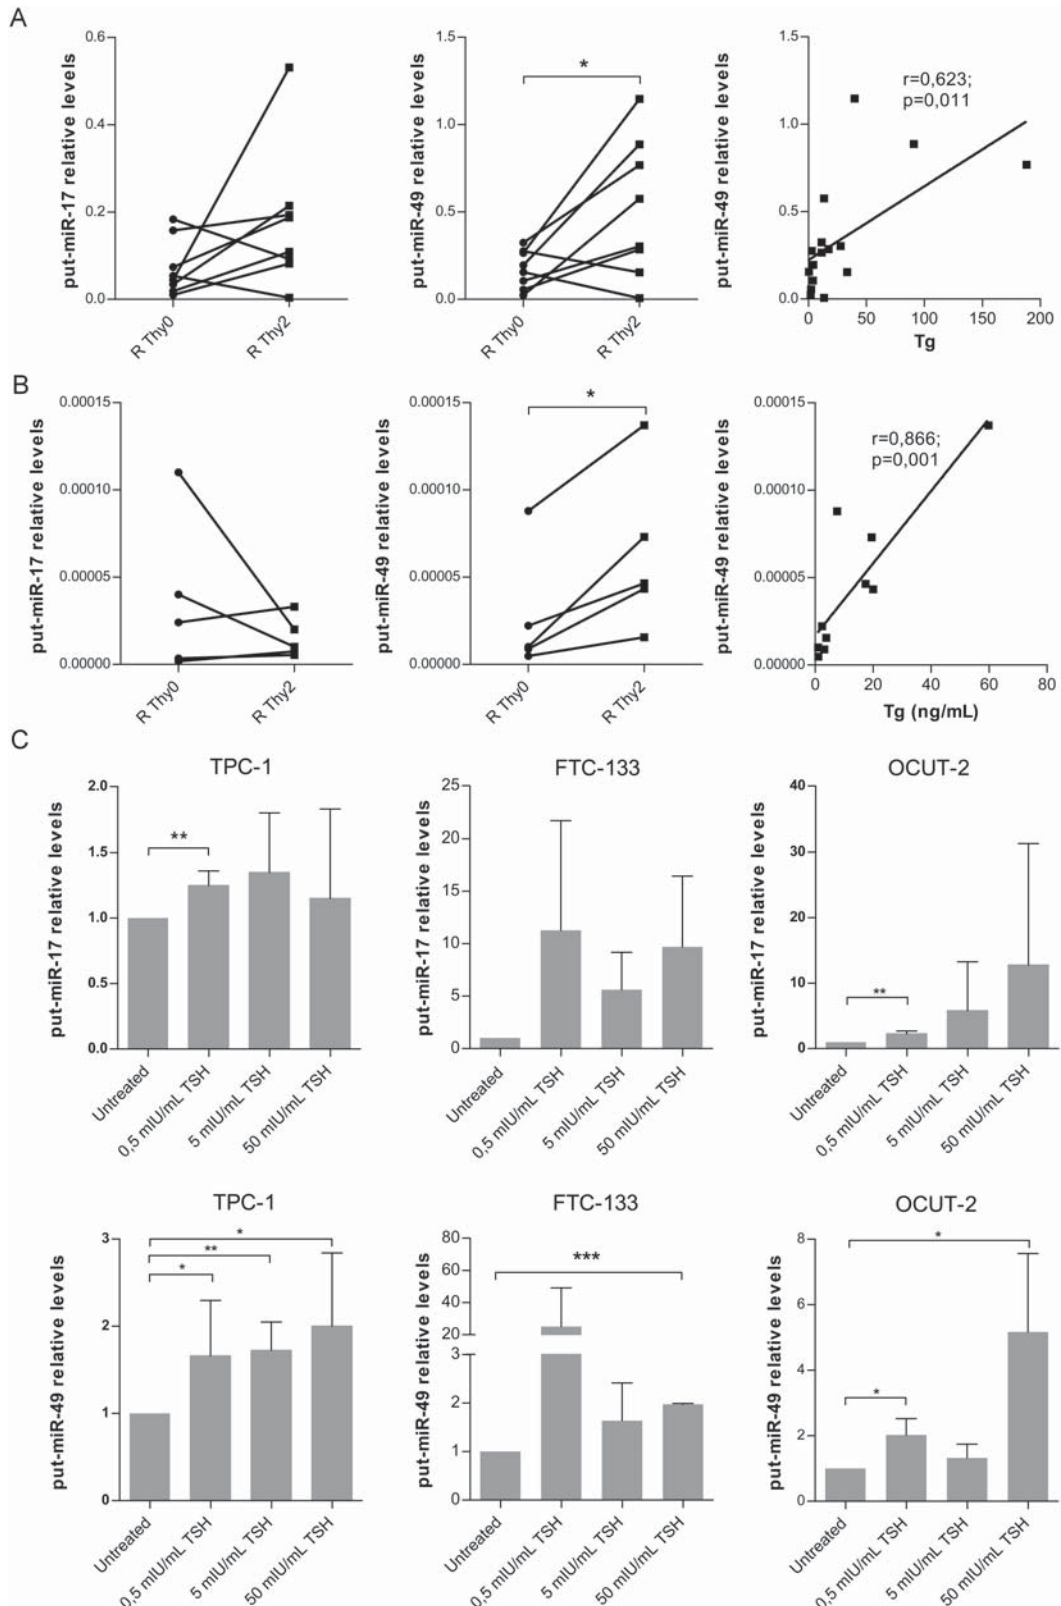 A
put-miR-17 relative levels
0.6
0.4
0.2
0.0
R Thy0
R Thy2
put-miR-49 relative levels
1.5
1.0
0.5
0.0
*
R Thy0
R Thy2
put-miR-49 relative levels
1.5
1.0
0.5
0.0
r=0,623;
p=0,011
0
50
100
150
200
Tg
B
put-miR-17 relative levels
0.00015
0.00010
0.00005
0.00000
R Thy0
R Thy2
put-miR-49 relative levels
0.00015
0.00010
0.00005
0.00000
*
R Thy0
R Thy2
put-miR-49 relative levels
0.00015
0.00010
0.00005
0.00000
r=0,866;
p=0,001
0
20
40
60
80
Tg (ng/mL)
C
TPC-1
put-miR-17 relative levels
2.0
1.5
1.0
0.5
0.0
**
Untreated
0,5 mIU/mL TSH
5 mIU/mL TSH
50 mIU/mL TSH
FTC-133
put-miR-17 relative levels
25
20
15
10
5
0
Untreated
0,5 mIU/mL TSH
5 mIU/mL TSH
50 mIU/mL TSH
OCUT-2
put-miR-17 relative levels
40
30
20
10
0
**
Untreated
0,5 mIU/mL TSH
5 mIU/mL TSH
50 mIU/mL TSH
TPC-1
put-miR-49 relative levels
3
2
1
0
*
**
*
Untreated
0,5 mIU/mL TSH
5 mIU/mL TSH
50 mIU/mL TSH
FTC-133
put-miR-49 relative levels
80
60
40
20
3
2
1
0
***
Untreated
0,5 mIU/mL TSH
5 mIU/mL TSH
50 mIU/mL TSH
OCUT-2
put-miR-49 relative levels
8
6
4
2
0
*
*
Untreated
0,5 mIU/mL TSH
5 mIU/mL TSH
50 mIU/mL TSH